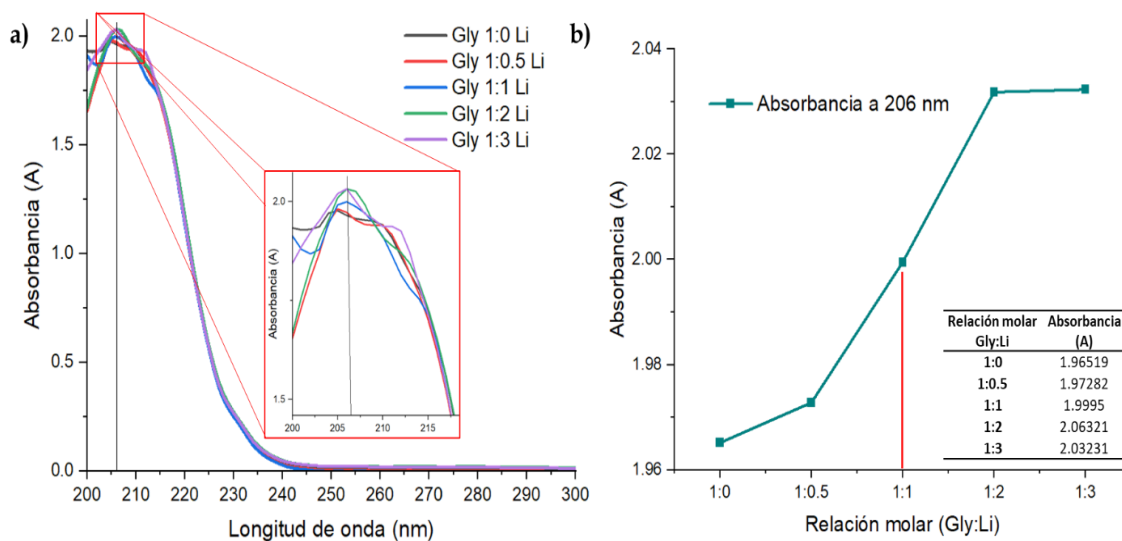 a)
Absorbancia (A)
2.0
1.5
1.0
0.5
0.0
200 210 220 230 240 250 260 270 280 290 300
Longitud de onda (nm)
Gly 1:0 Li
Gly 1:0.5 Li
Gly 1:1 Li
Gly 1:2 Li
Gly 1:3 Li
Absorbancia (A)
2.0
1.5
200 205 210 215
b)
Absorbancia (A)
2.04
2.02
2.00
1.98
1.96
1:0 1:0.5 1:1 1:2 1:3
Relación molar (Gly:Li)
Absorbancia a 206 nm
Relación molar Absorbancia
Gly:Li (A)
1:0 1.96519
1:0.5 1.97282
1:1 1.9995
1:2 2.06321
1:3 2.03231